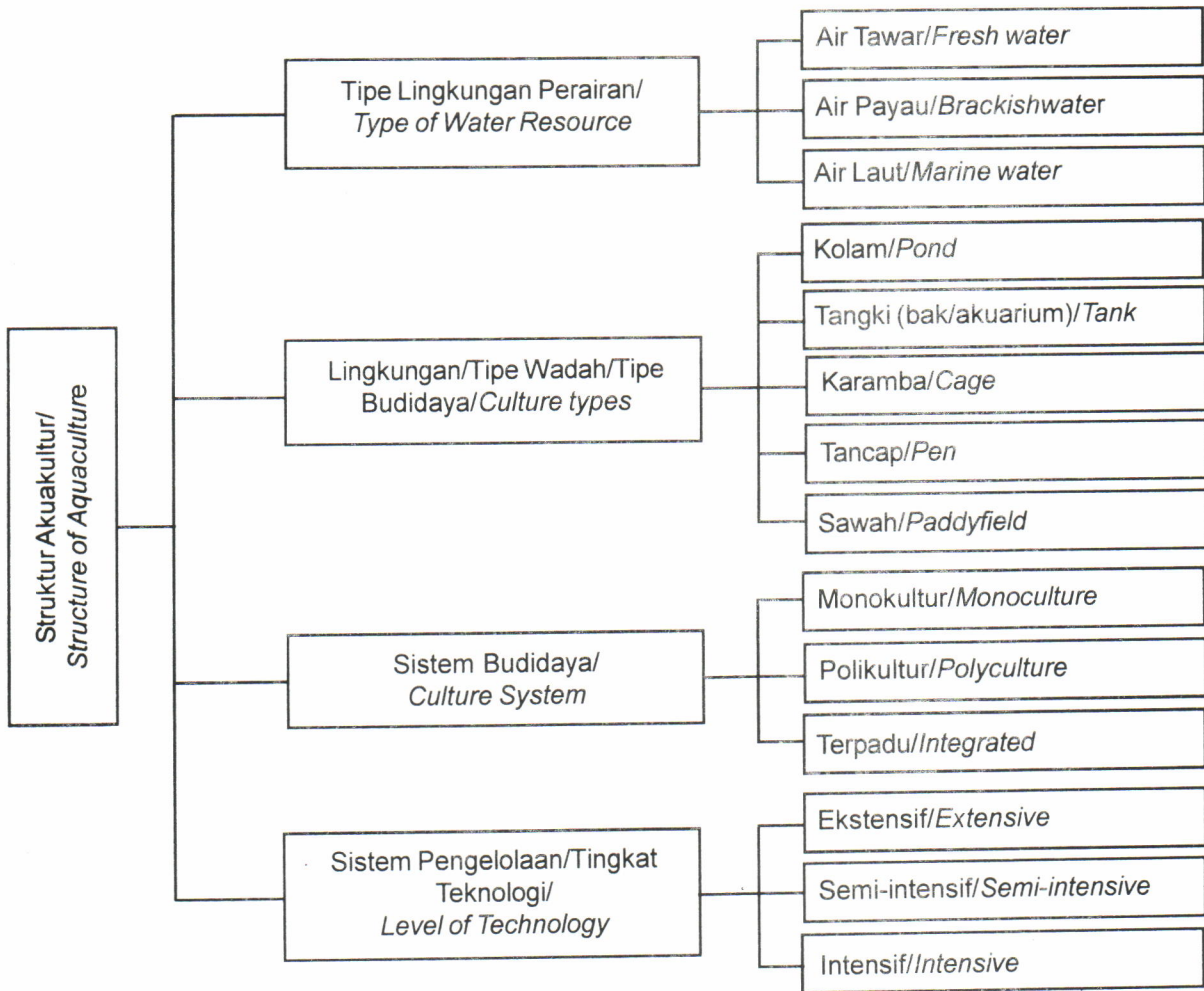 Struktur Akuakultur/
Structure of Aquaculture
Tipe Lingkungan Perairan/
Type of Water Resource
Air Tawar/Fresh water
Air Payau/Brackishwater
Air Laut/Marine water
Lingkungan/Tipe Wadah/Tipe
Budidaya/Culture types
Kolam/Pond
Tangki (bak/akuarium)/Tank
Karamba/Cage
Tancap/Pen
Sawah/Paddyfield
Sistem Budidaya/
Culture System
Monokultur/Monoculture
Polikultur/Polyculture
Terpadu/Integrated
Sistem Pengelolaan/Tingkat
Teknologi/
Level of Technology
Ekstensif/Extensive
Semi-intensif/Semi-intensive
Intensif/Intensive